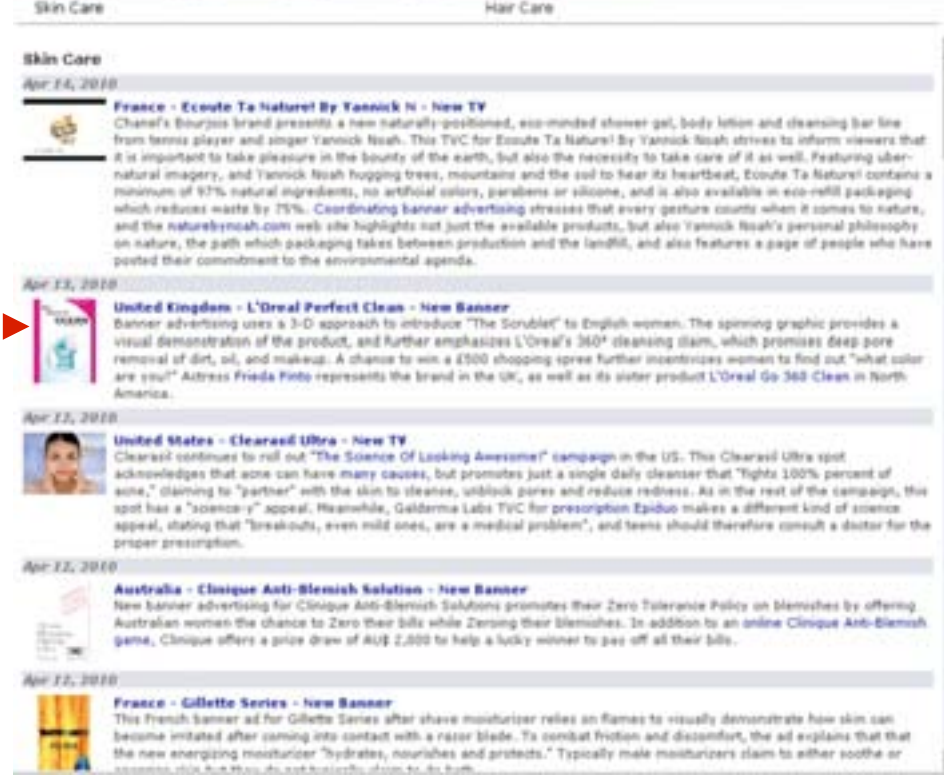 Skin Care
Hair Care
Skin Care
Apr 14, 2010
France - Ecoute Ta Nature! By Yannick N - New TV
Chanel's Bourjois brand presents a new naturally-positioned, eco-minded shower gel, body lotion and cleansing bar line
from tennis player and singer Yannick Noah. This TVC for Ecoute Ta Nature! By Yannick Noah strives to inform viewers that
it is important to take pleasure in the bounty of the earth, but also the necessity to take care of it as well. Featuring uber-
natural imagery, and Yannick Noah hugging trees, mountains and the soil to hear its heartbeat, Ecoute Ta Nature! contains a
minimum of 97% natural ingredients, no artificial colors, parabens or silicone, and is also available in eco-refill packaging
which reduces waste by 75%. Coordinating banner advertising stresses that every gesture counts when it comes to nature,
and the naturebynoah.com web site highlights not just the available products, but also Yannick Noah's personal philosophy
on nature, the path which packaging takes between production and the landfill, and also features a page of people who have
posted their commitment to the environmental agenda.
Apr 13, 2010
United Kingdom - L'Oreal Perfect Clean - New Banner
Banner advertising uses a 3-D approach to introduce "The Scrublet" to English women. The spinning graphic provides a
visual demonstration of the product, and further emphasizes L'Oreal's 360° cleansing claim, which promises deep pore
removal of dirt, oil, and makeup. A chance to win a £500 shopping spree further incentivizes women to find out "what color
are you?" Actress Frieda Pinto represents the brand in the UK, as well as its sister product L'Oreal Go 360 Clean in North
America.
Apr 13, 2010
United States - Clearasil Ultra - New TV
Clearasil continues to roll out "The Science Of Looking Awesome!" campaign in the US. This Clearasil Ultra spot
acknowledges that acne can have many causes, but promotes just a single daily cleanser that "fights 100% percent of
acne," claiming to "partner" with the skin to cleanse, unblock pores and reduce redness. As in the rest of the campaign, this
spot has a "science-y" appeal. Meanwhile, Galderma Labs TVC for prescription Epiduo makes a different kind of science
appeal, stating that "breakouts, even mild ones, are a medical problem", and teens should therefore consult a doctor for the
proper prescription.
Apr 12, 2010
Australia - Clinique Anti-Blemish Solution - New Banner
New banner advertising for Clinique Anti-Blemish Solutions promotes their Zero Tolerance Policy on blemishes by offering
Australian women the chance to Zero their bills while Zeroing their blemishes. In addition to an online Clinique Anti-Blemish
game, Clinique offers a prize draw of AU$ 2,000 to help a lucky winner to pay off all their bills.
Apr 12, 2010
France - Gillette Series - New Banner
This French banner ad for Gillette Series after shave moisturizer relies on flames to visually demonstrate how skin can
become irritated after coming into contact with a razor blade. To combat friction and discomfort, the ad explains that that
the new energizing moisturizer "hydrates, nourishes and protects." Typically male moisturizers claim to either soothe or